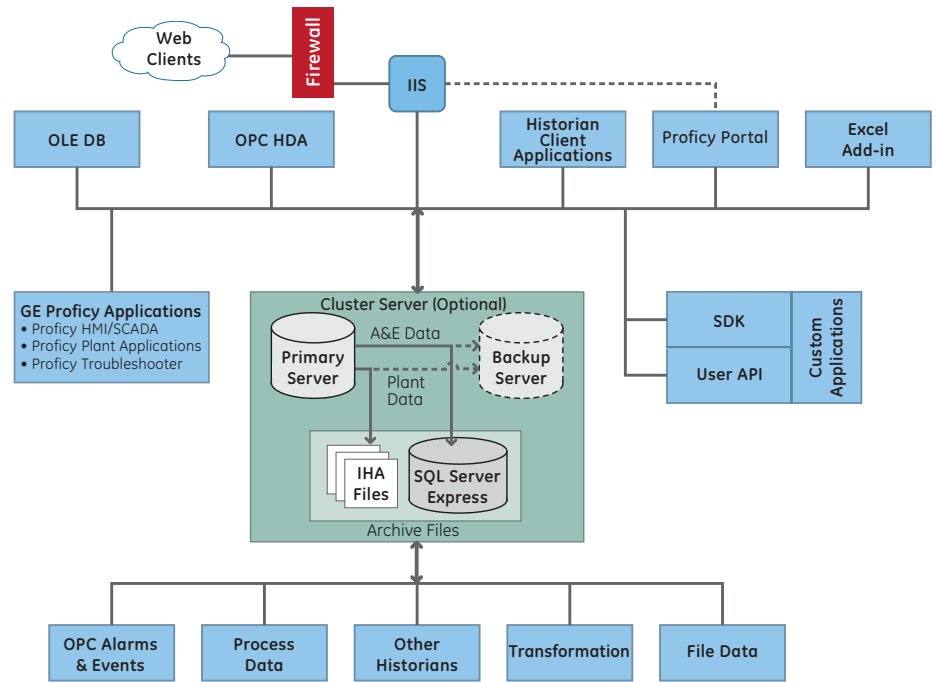 Web
Clients
Firewall
IIS
OLE DB
OPC HDA
Historian
Client
Applications
Proficy Portal
Excel
Add-in
GE Proficy Applications
• Proficy HMI/SCADA
• Proficy Plant Applications
• Proficy Troubleshooter
Cluster Server (Optional)
Primary
Server
A&E Data
Plant
Data
Backup
Server
IHA
Files
SQL Server
Express
Archive Files
SDK
User API
Custom
Applications
OPC Alarms
& Events
Process
Data
Other
Historians
Transformation
File Data